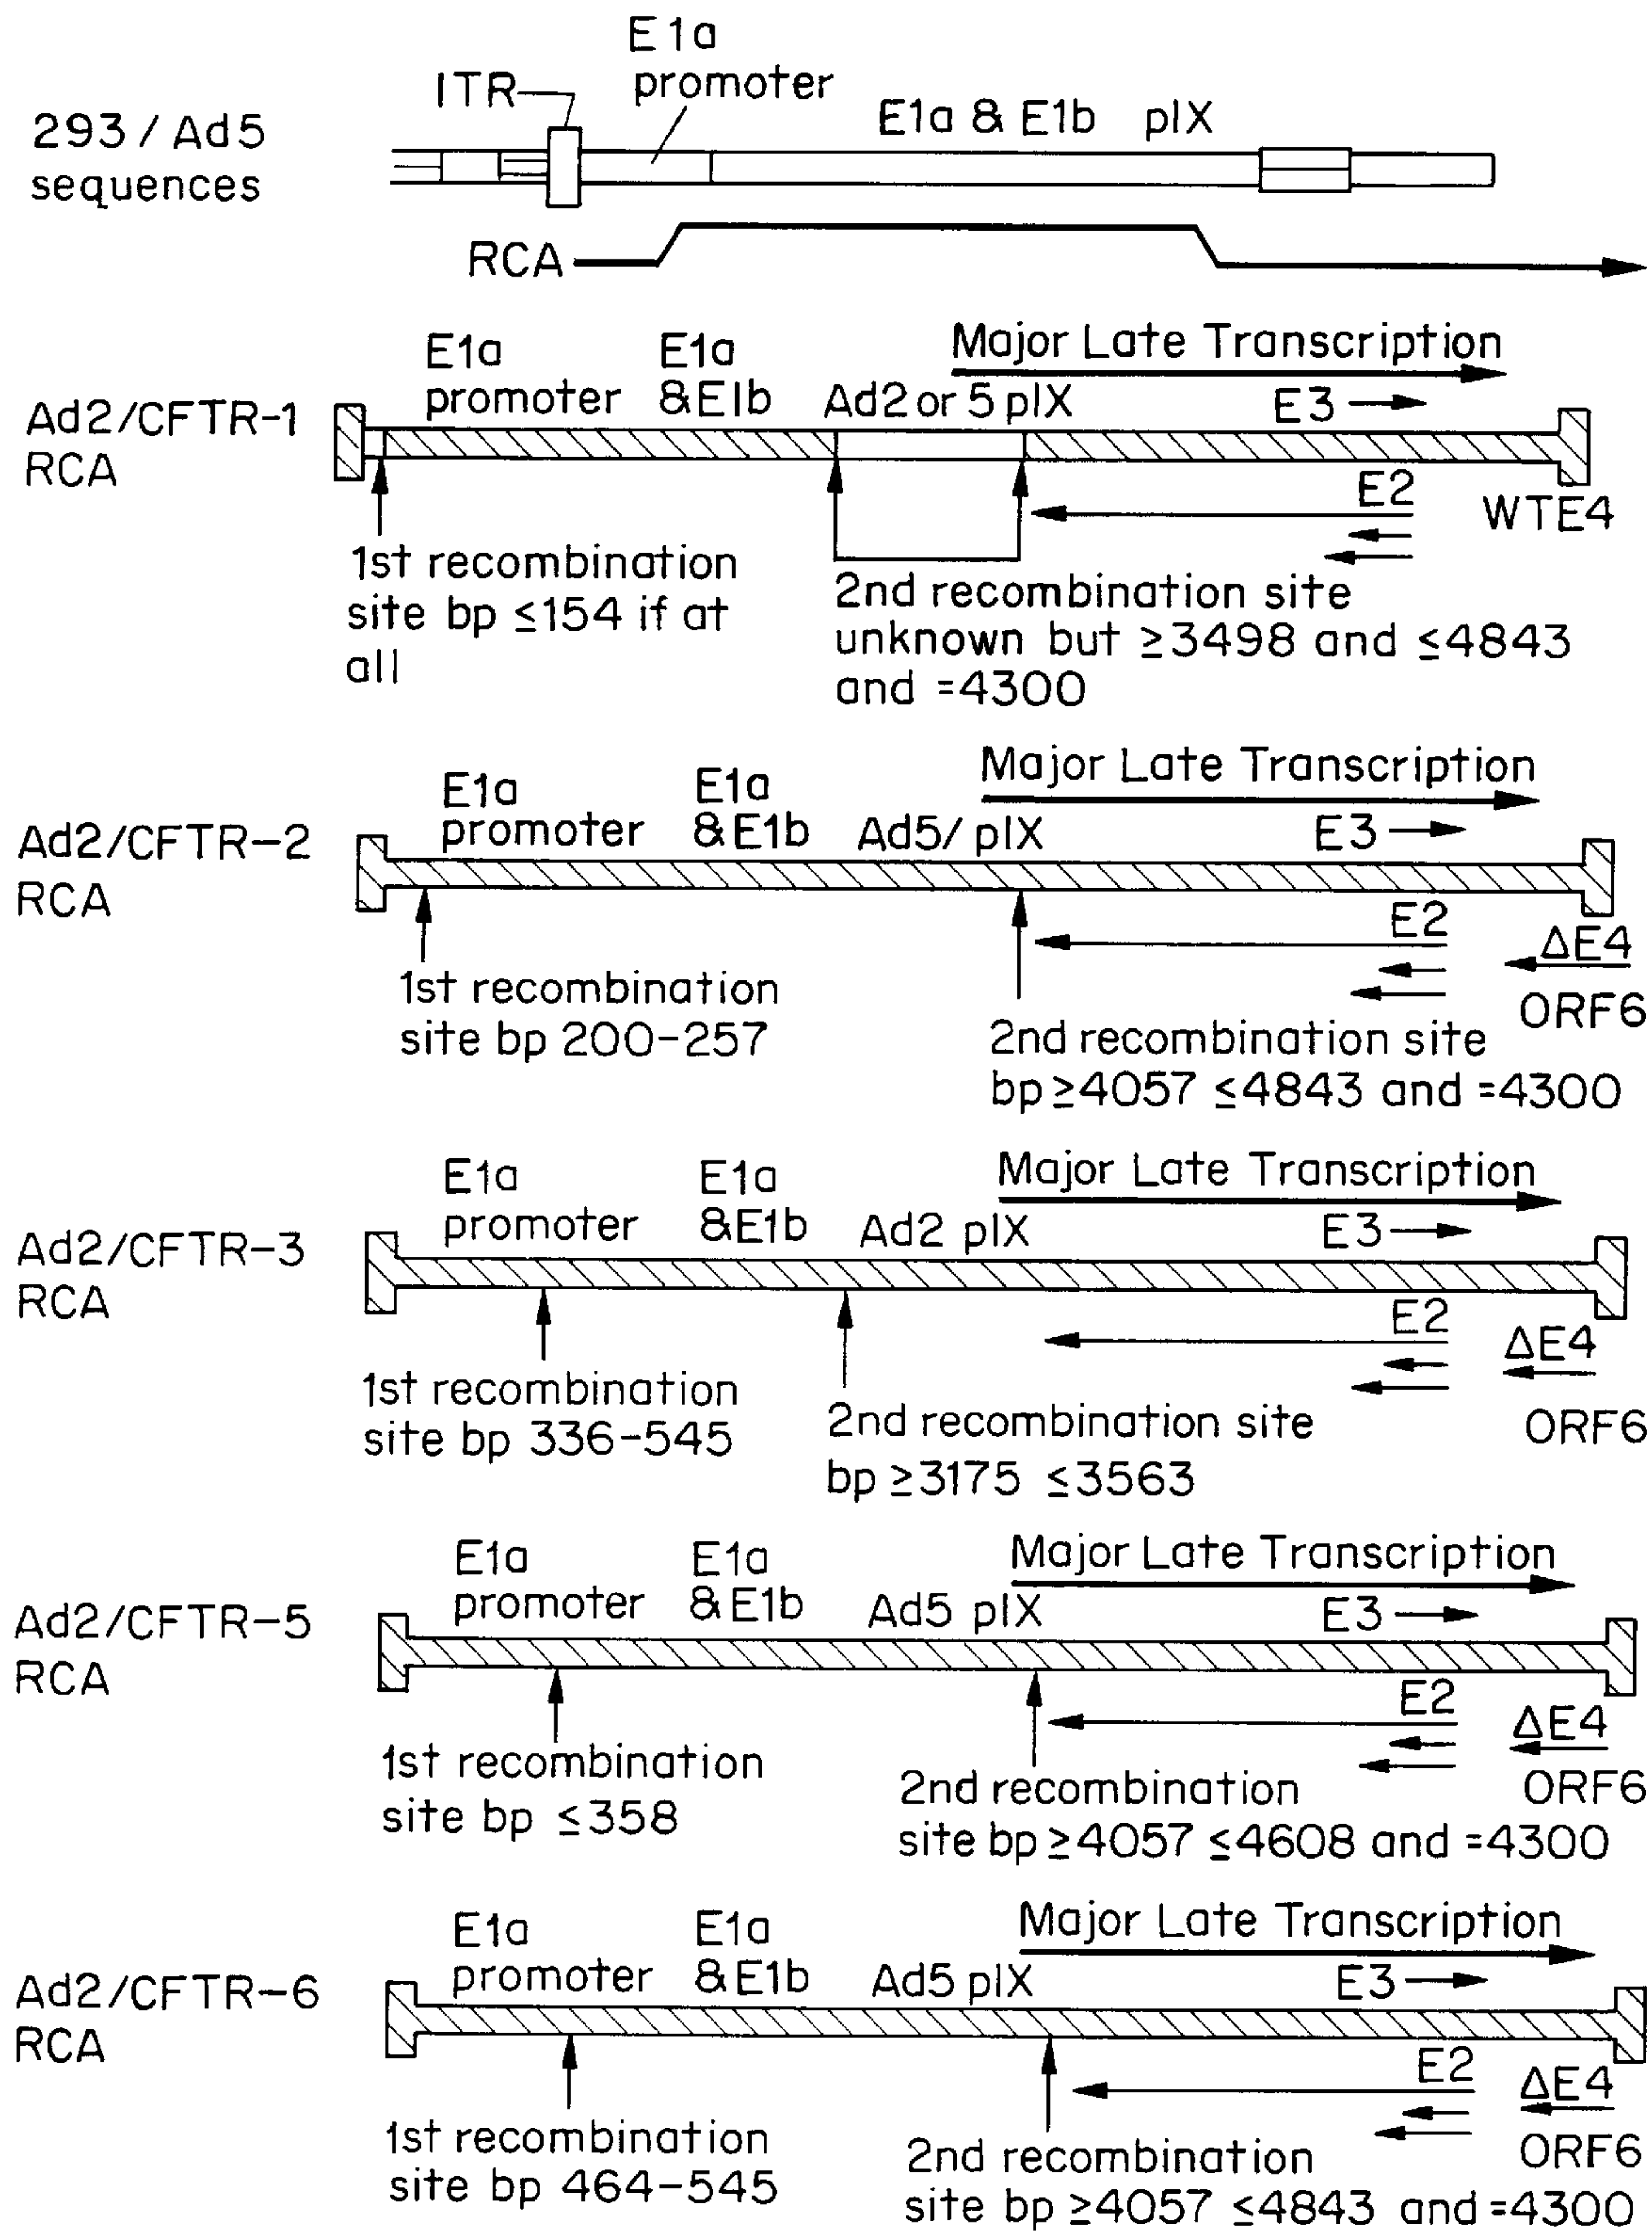 E1a
promoter
ITR
E1a & E1b pIX
293 / Ad5
sequences
RCA
Major Late Transcription
E1a
promoter
E1a
&EIb
Ad2 or 5 pIX
E3
Ad2/CFTR-1
RCA
E2
WTE4
1st recombination
site bp ≤154 if at
all
2nd recombination site
unknown but ≥3498 and ≤4843
and =4300
Major Late Transcription
E1a
promoter
E1a
&E1b
Ad5/ pIX
E3
Ad2/CFTR-2
RCA
E2
ΔE4
ORF6
1st recombination
site bp 200-257
2nd recombination site
bp ≥4057 ≤4843 and =4300
Major Late Transcription
E1a
promoter
E1a
&E1b
Ad2 pIX
E3
Ad2/CFTR-3
RCA
E2
ΔE4
ORF6
1st recombination
site bp 336-545
2nd recombination site
bp ≥3175 ≤3563
Major Late Transcription
E1a
promoter
E1a
&E1b
Ad5 pIX
E3
Ad2/CFTR-5
RCA
E2
ΔE4
ORF6
1st recombination
site bp ≤358
2nd recombination
site bp ≥4057 ≤4608 and =4300
Major Late Transcription
E1a
promoter
E1a
&E1b
Ad5 pIX
E3
Ad2/CFTR-6
RCA
E2
ΔE4
ORF6
1st recombination
site bp 464-545
2nd recombination
site bp ≥4057 ≤4843 and =4300